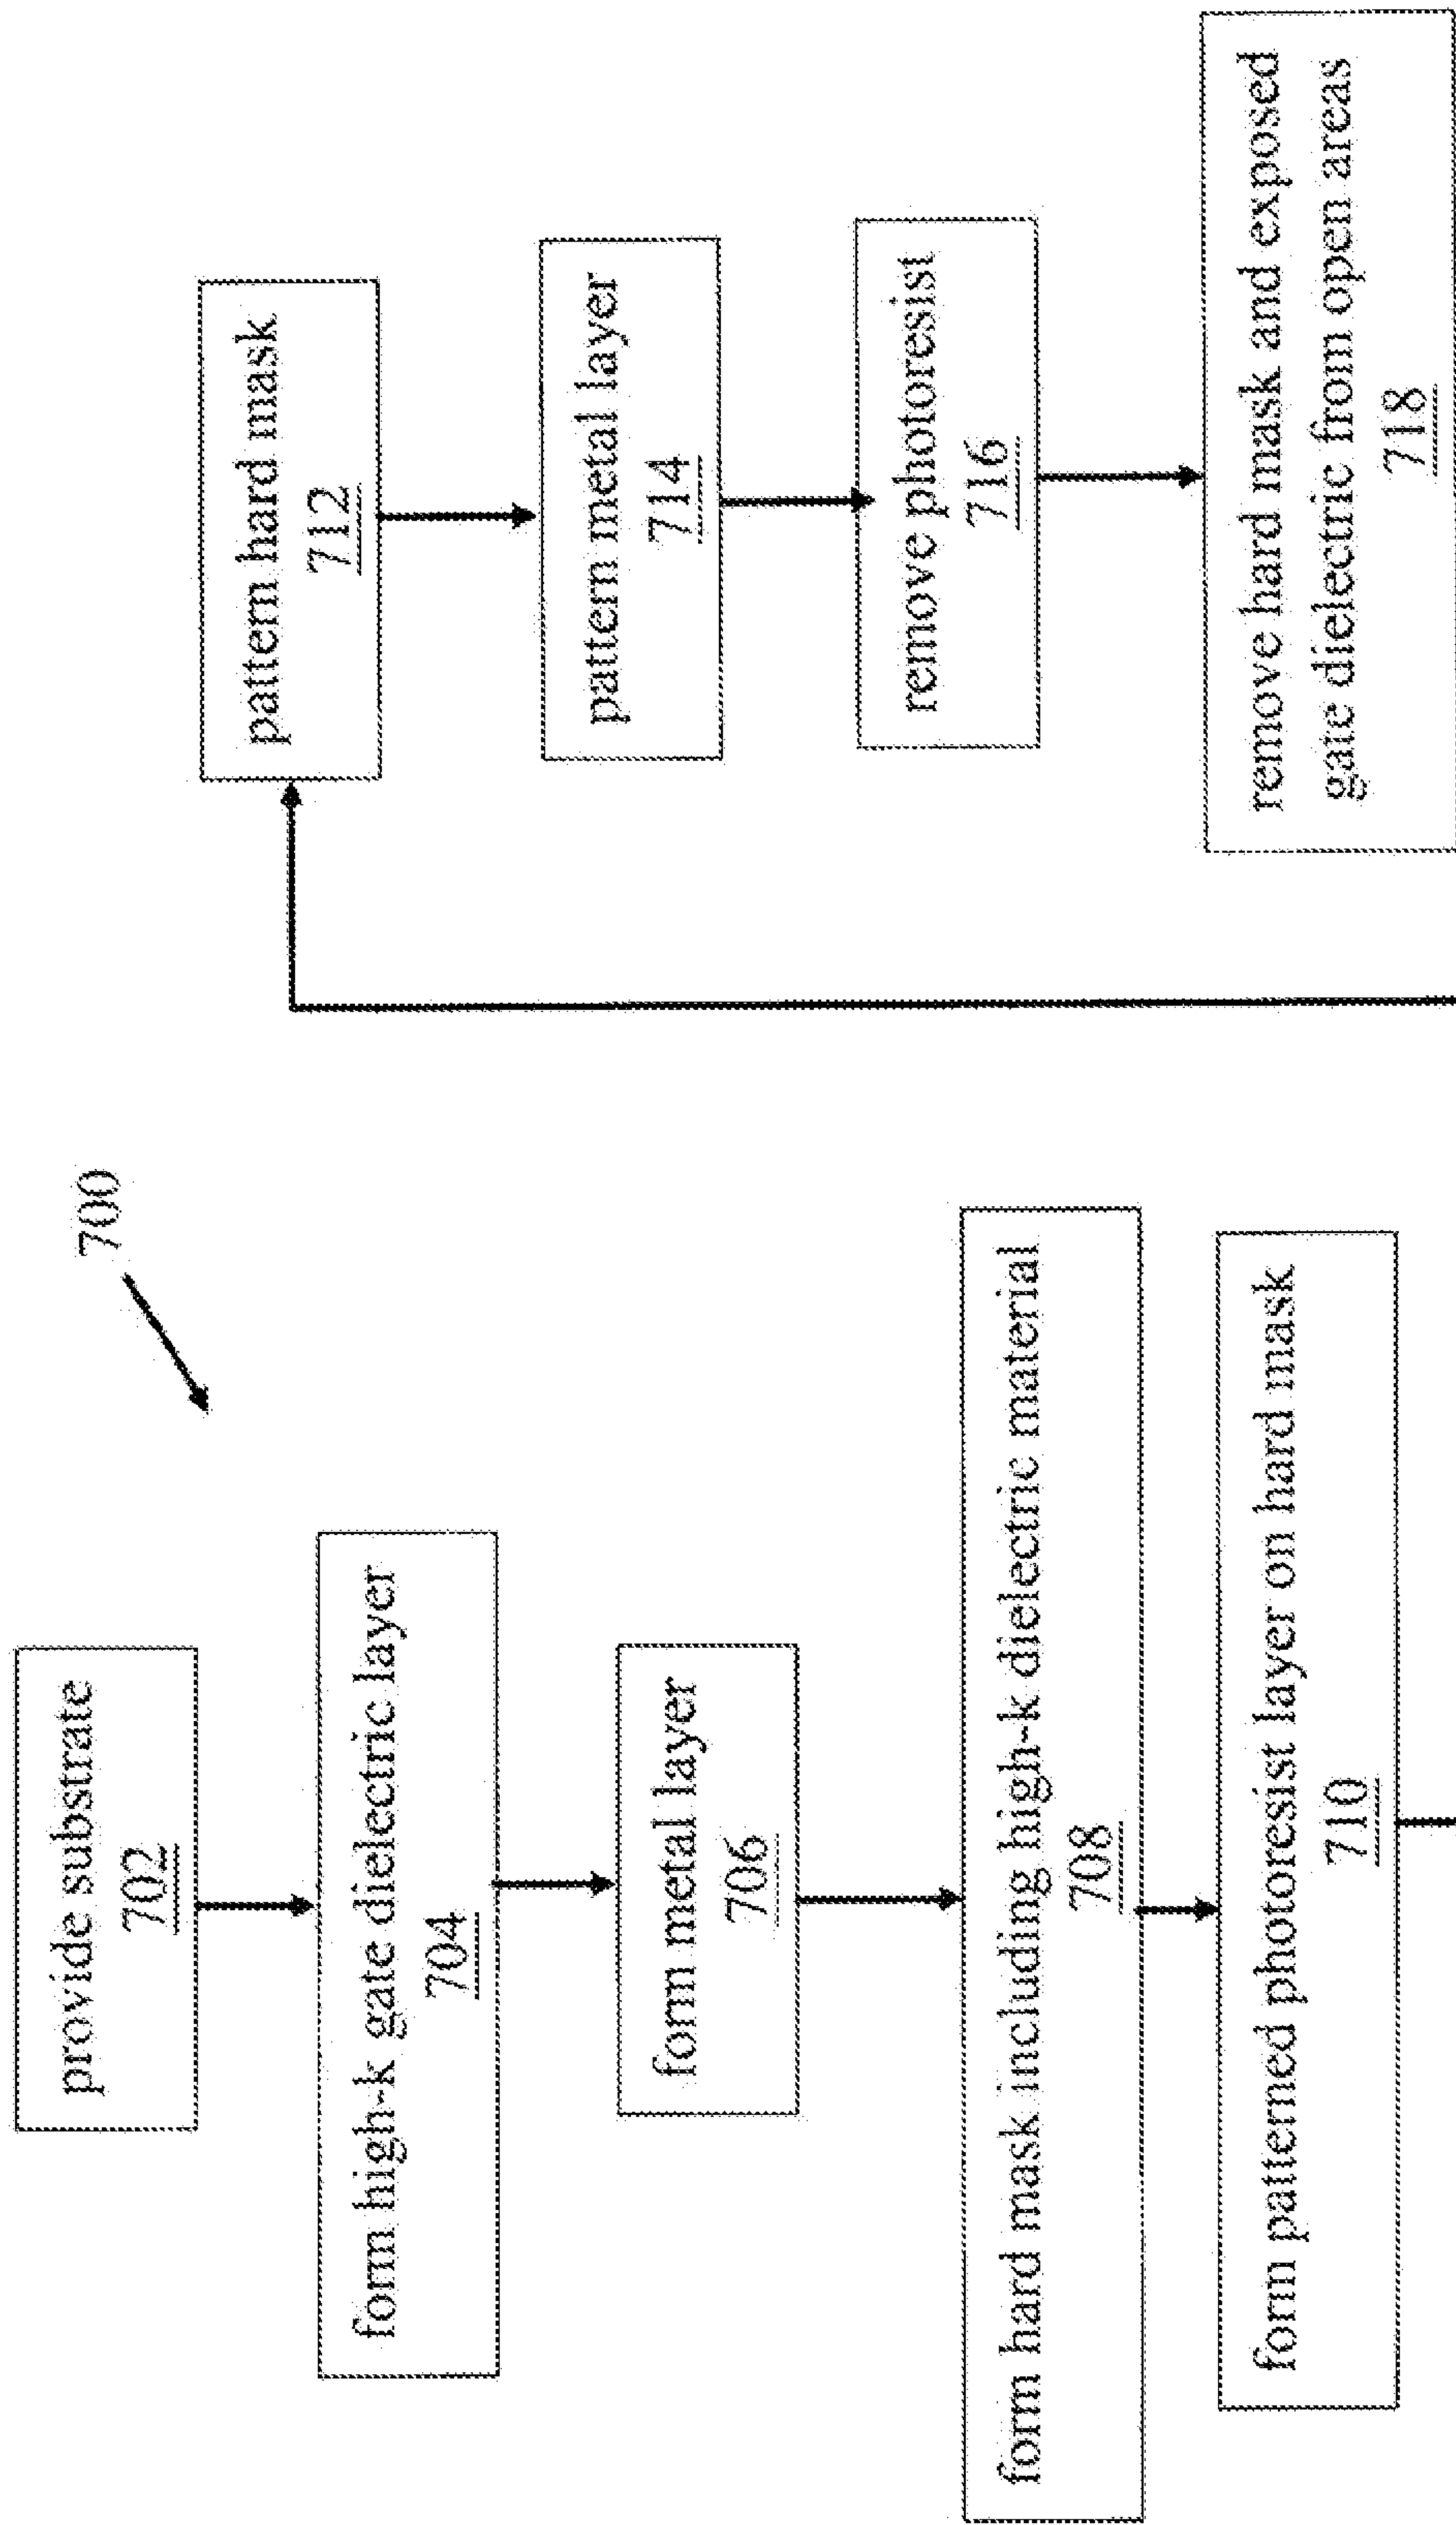 700
provide substrate
702
form high-k gate dielectric layer
704
form metal layer
706
form hard mask including high-k dielectric material
708
form patterned photoresist layer on hard mask
710
pattern hard mask
712
pattern metal layer
714
remove photoresist
716
remove hard mask and exposed
gate dielectric from open areas
718